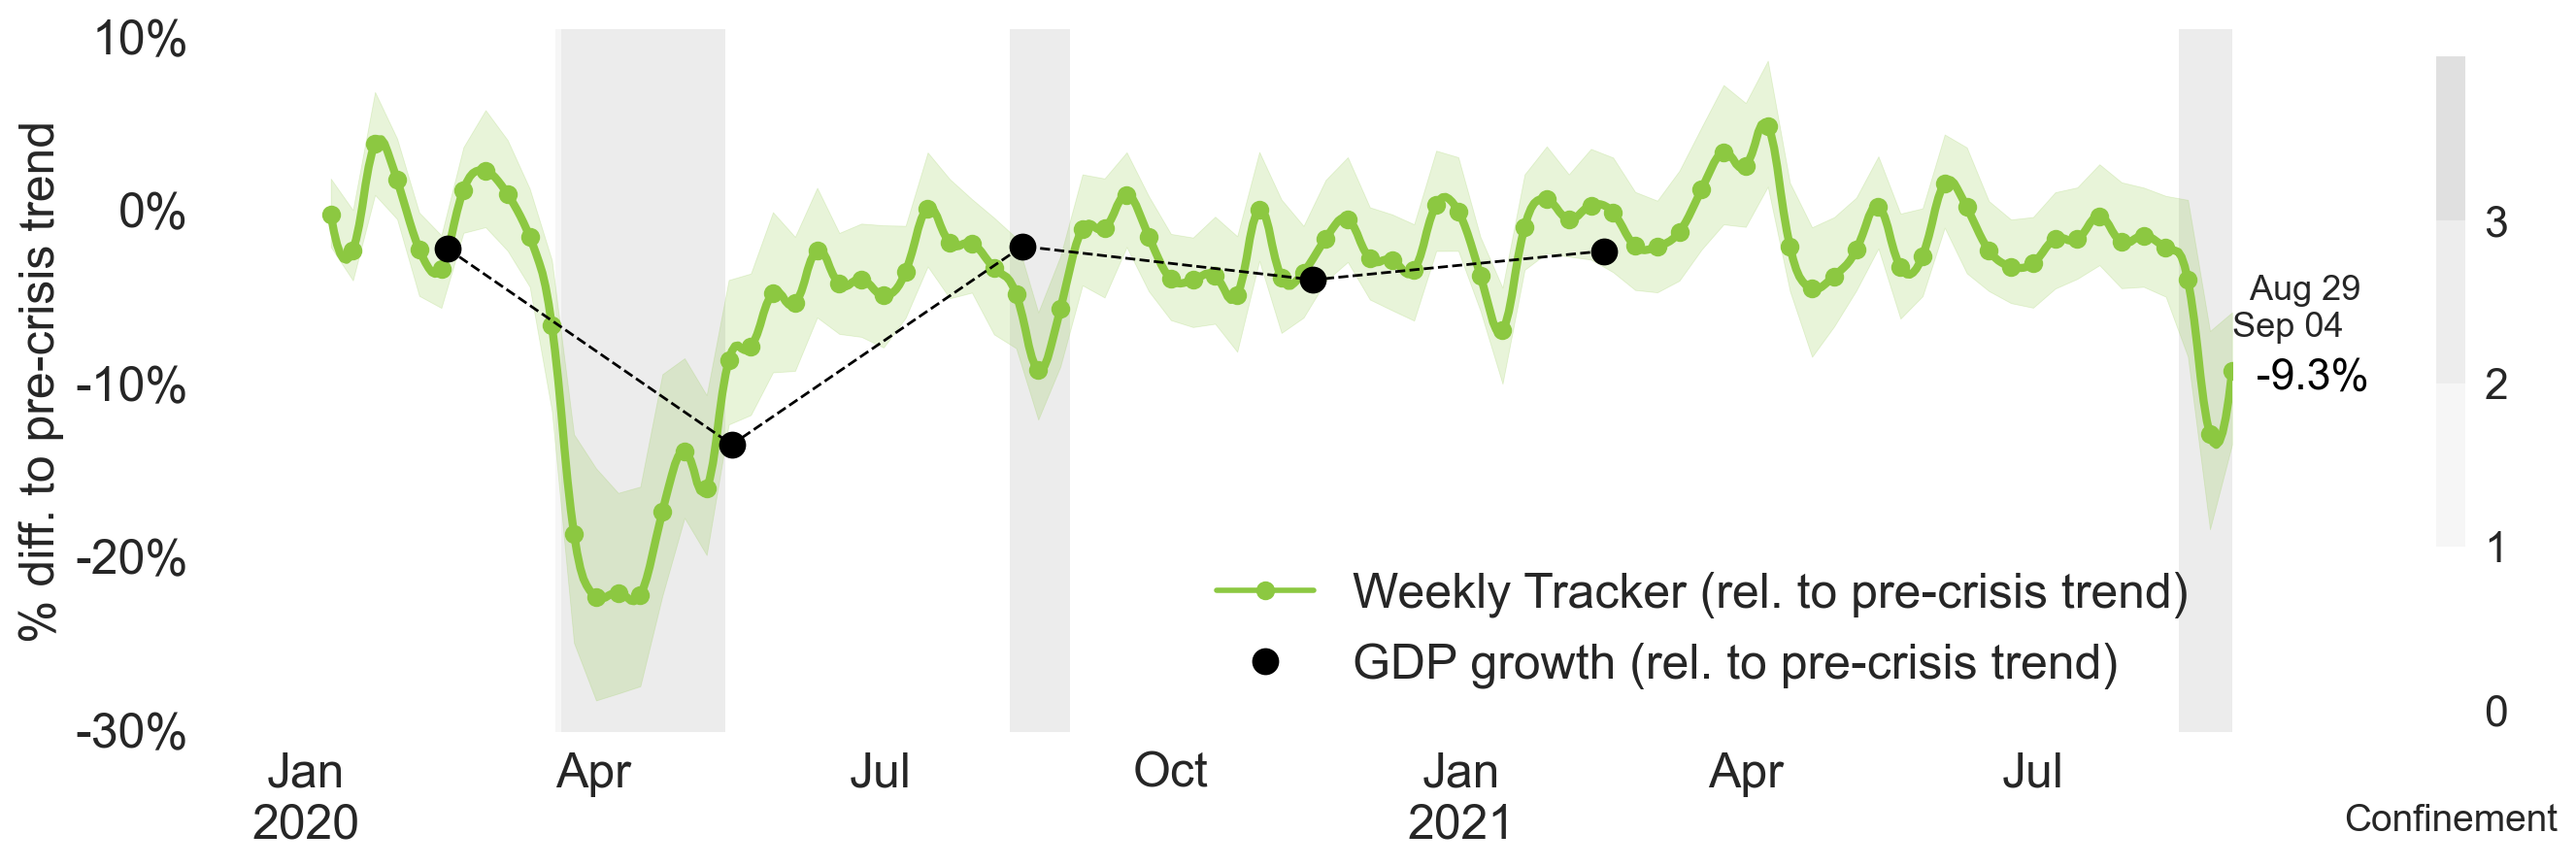 % diff. to pre-crisis trend
10%
0%
-10%
-20%
-30%
Jan
2020
Apr
Jul
Oct
Jan
2021
Apr
Jul
Aug 29
Sep 04
-9.3%
Weekly Tracker (rel. to pre-crisis trend)
GDP growth (rel. to pre-crisis trend)
3
2
1
0
Confinement